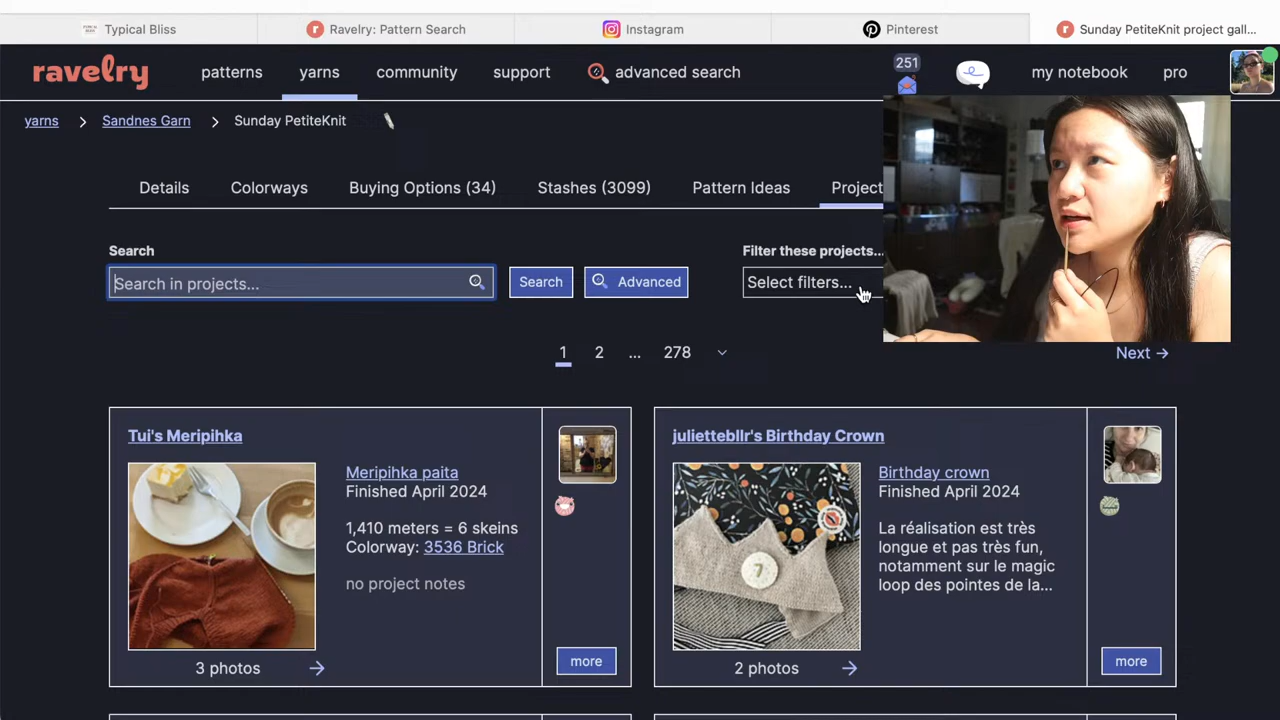 Typical Bliss
Ravelry: Pattern Search
Instagram
Pinterest
Sunday PetiteKnit project gall...
ravelry
patterns
yarns
community
support
advanced search
251
my notebook
pro
yarns
Sandnes Garn
Sunday PetiteKnit
Details
Colorways
Buying Options (34)
Stashes (3099)
Pattern Ideas
Project
Search
Filter these projects...
Search in projects...
Search
Advanced
Select filters...
1 2 ... 278
Next →
Tui's Meripihka
Meripihka paita
Finished April 2024
1,410 meters = 6 skeins
Colorway: 3536 Brick
no project notes
3 photos
more
juliettebllr's Birthday Crown
Birthday crown
Finished April 2024
La réalisation est très
longue et pas très fun,
notamment sur le magic
loop des pointes de la...
2 photos
more